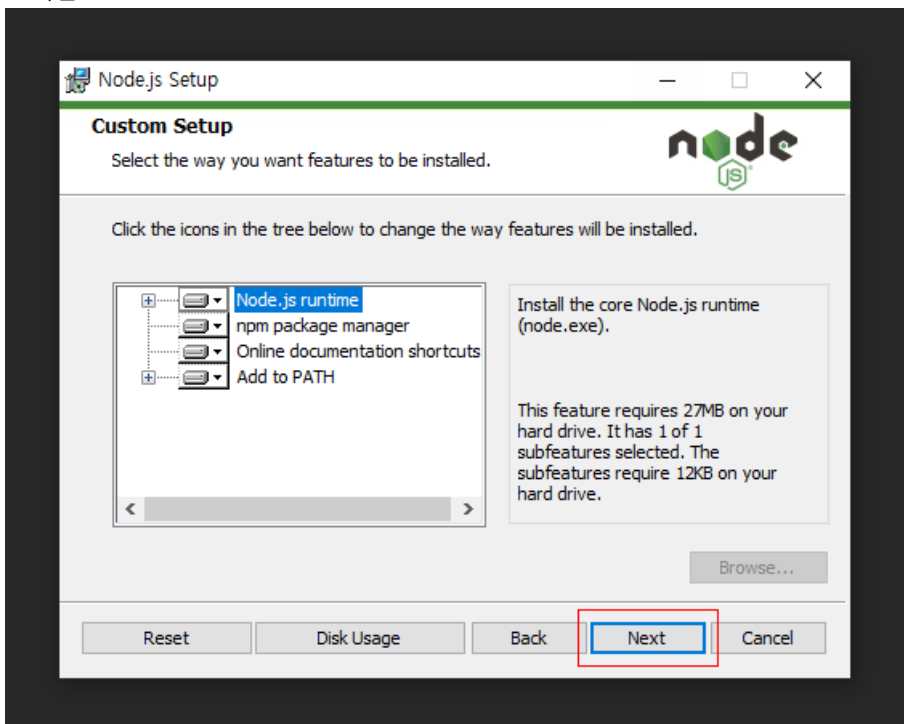 Node.js Setup
Custom Setup
Select the way you want features to be installed.
node
JS
Click the icons in the tree below to change the way features will be installed.
Node.js runtime
npm package manager
Online documentation shortcuts
Add to PATH
Install the core Node.js runtime
(node.exe).
This feature requires 27MB on your
hard drive. It has 1 of 1
subfeatures selected. The
subfeatures require 12KB on your
hard drive.
Browse...
Reset
Disk Usage
Back
Next
Cancel